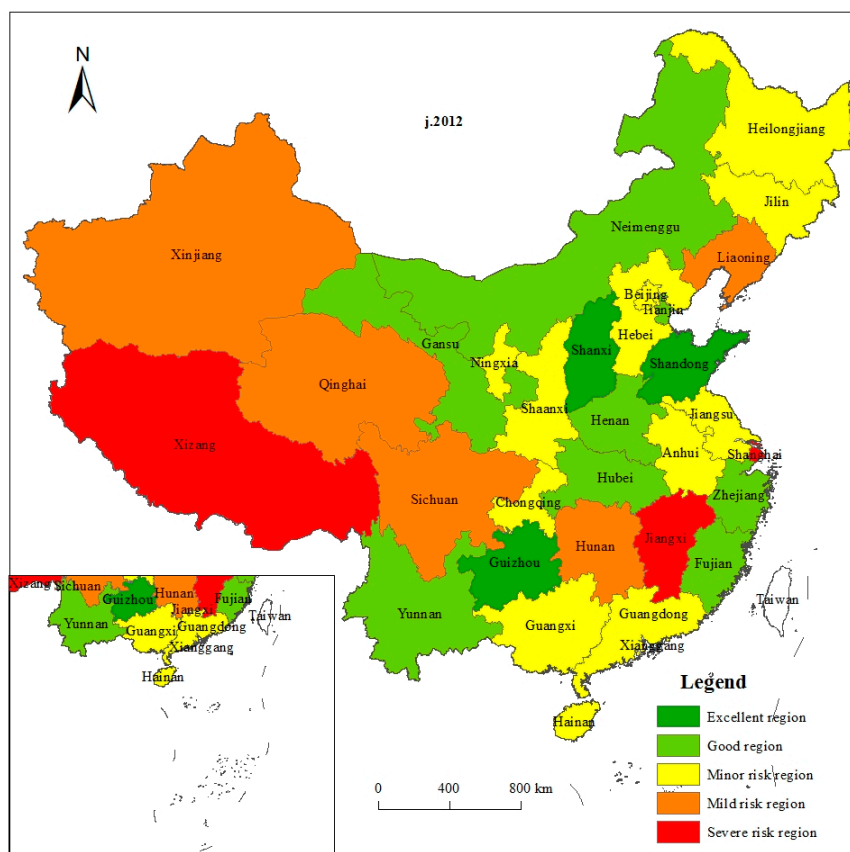 N
j.2012
Heilongjiang
Jilin
Neimenggu
Liaoning
Xinjiang
Beijing
Tianjin
Gansu
Hebei
Ningxia
Shanxi
Shandong
Qinghai
Shaanxi
Jiangsu
Henan
Xizang
Anhui
Shanghai
Sichuan
Hubei
Chongqing
Zhejiang
Guizhou
Hunan
Jiangxi
Fujian
Taiwan
Yunnan
Guangxi
Guangdong
Xianggang
Hainan
Xizang
Sichuan
Hunan
Guizhou
Fujian
Jiangxi
Taiwan
Yunnan
Guangxi
Guangdong
Xianggang
Hainan
Legend
Excellent region
Good region
Minor risk region
Mild risk region
Severe risk region
0 400 800 km